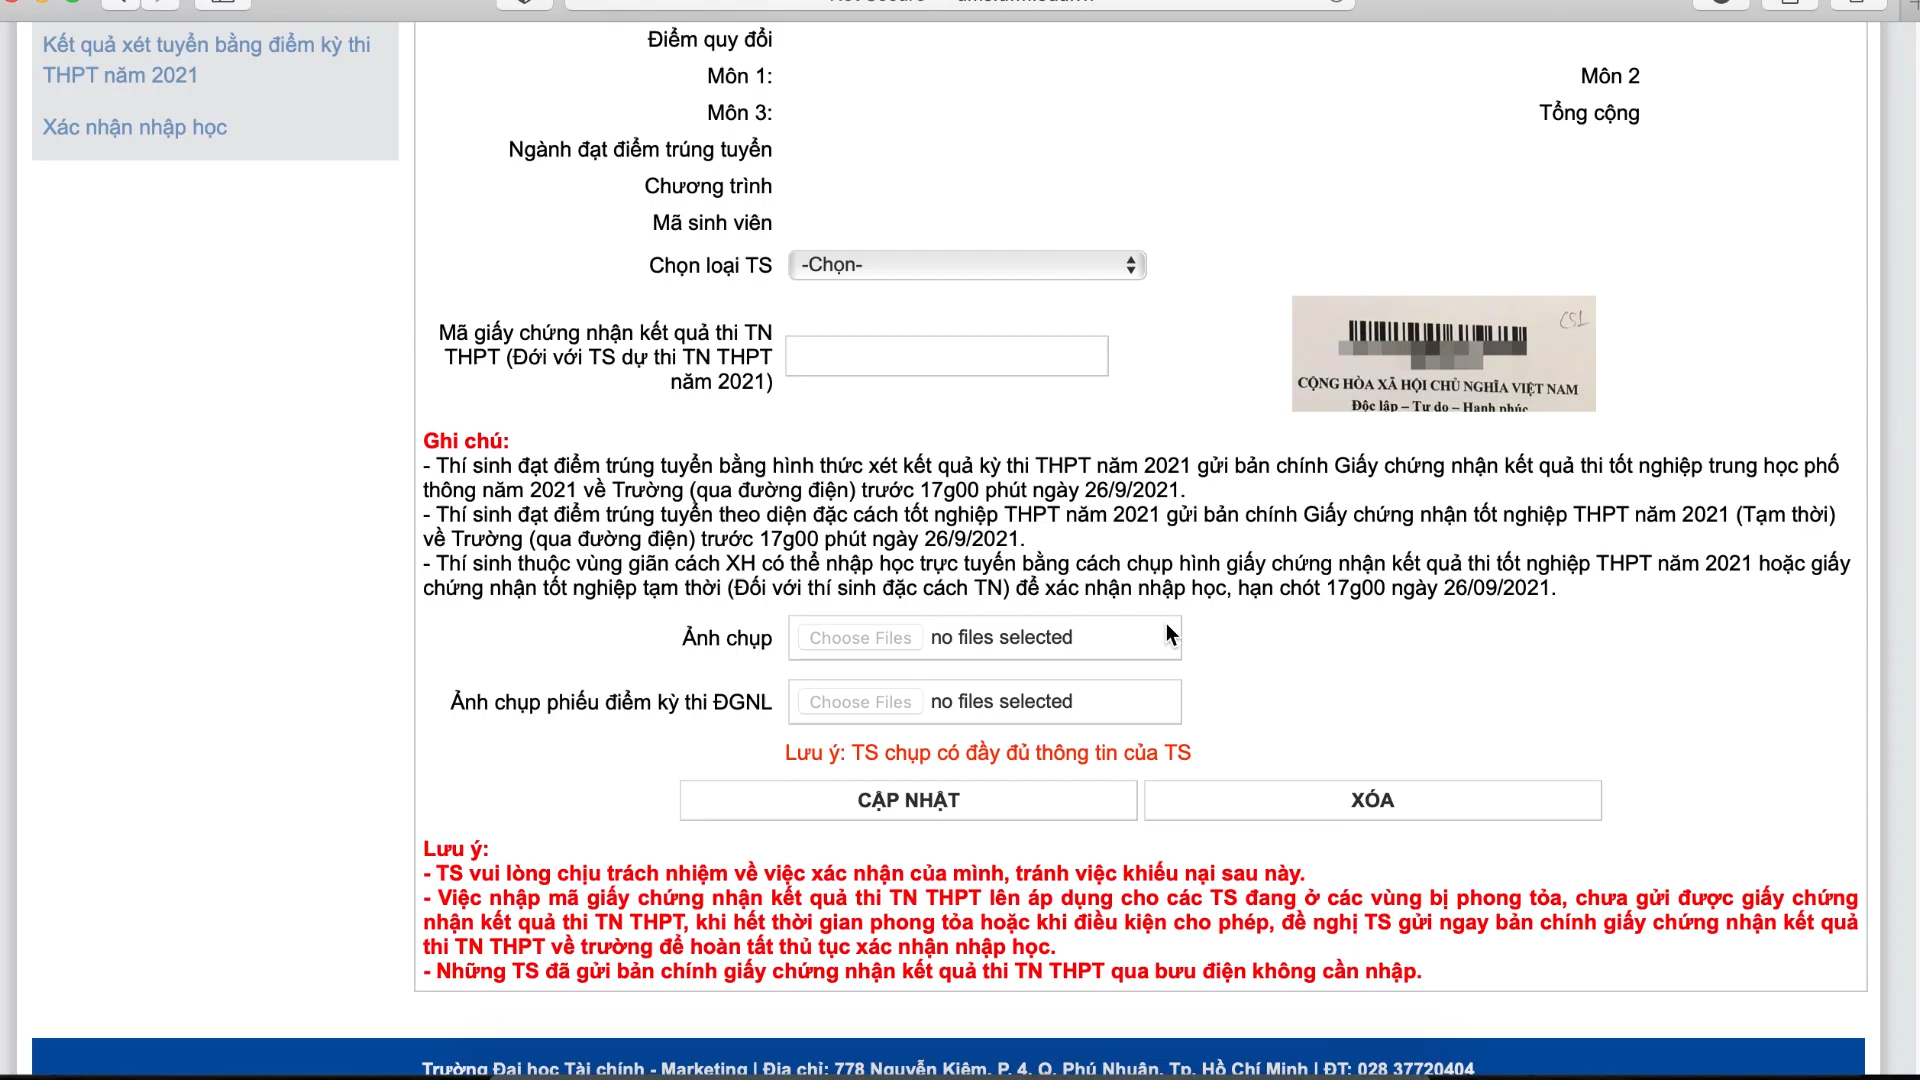 Kết quả xét tuyển bằng điểm kỳ thi
THPT năm 2021
Xác nhận nhập học
Điểm quy đổi
Môn 1:
Môn 2
Môn 3:
Tổng cộng
Ngành đạt điểm trúng tuyển
Chương trình
Mã sinh viên
Chọn loại TS
-Chọn-
Mã giấy chứng nhận kết quả thi TN
THPT (Đới với TS dự thi TN THPT
năm 2021)
CS1
CỘNG HÒA XÃ HỘI CHỦ NGHĨA VIỆT NAM
Độc lập – Tự do – Hạnh phúc
Ghi chú:
- Thí sinh đạt điểm trúng tuyển bằng hình thức xét kết quả kỳ thi THPT năm 2021 gửi bản chính Giấy chứng nhận kết quả thi tốt nghiệp trung học phổ
thông năm 2021 về Trường (qua đường điện) trước 17g00 phút ngày 26/9/2021.
- Thí sinh đạt điểm trúng tuyển theo diện đặc cách tốt nghiệp THPT năm 2021 gửi bản chính Giấy chứng nhận tốt nghiệp THPT năm 2021 (Tạm thời)
về Trường (qua đường điện) trước 17g00 phút ngày 26/9/2021.
- Thí sinh thuộc vùng giãn cách XH có thể nhập học trực tuyến bằng cách chụp hình giấy chứng nhận kết quả thi tốt nghiệp THPT năm 2021 hoặc giấy
chứng nhận tốt nghiệp tạm thời (Đối với thí sinh đặc cách TN) để xác nhận nhập học, hạn chót 17g00 ngày 26/09/2021.
Ảnh chụp
Choose Files no files selected
Ảnh chụp phiếu điểm kỳ thi ĐGNL
Choose Files no files selected
Lưu ý: TS chụp có đầy đủ thông tin của TS
CẬP NHẬT
XÓA
Lưu ý:
- TS vui lòng chịu trách nhiệm về việc xác nhận của mình, tránh việc khiếu nại sau này.
- Việc nhập mã giấy chứng nhận kết quả thi TN THPT lên áp dụng cho các TS đang ở các vùng bị phong tỏa, chưa gửi được giấy chứng
nhận kết quả thi TN THPT, khi hết thời gian phong tỏa hoặc khi điều kiện cho phép, đề nghị TS gửi ngay bản chính giấy chứng nhận kết quả
thi TN THPT về trường để hoàn tất thủ tục xác nhận nhập học.
- Những TS đã gửi bản chính giấy chứng nhận kết quả thi TN THPT qua bưu điện không cần nhập.
Trường Đại học Tài chính - Marketing | Địa chỉ: 778 Nguyễn Kiệm, P. 4, Q. Phú Nhuận, Tp. Hồ Chí Minh | ĐT: 028 37720404